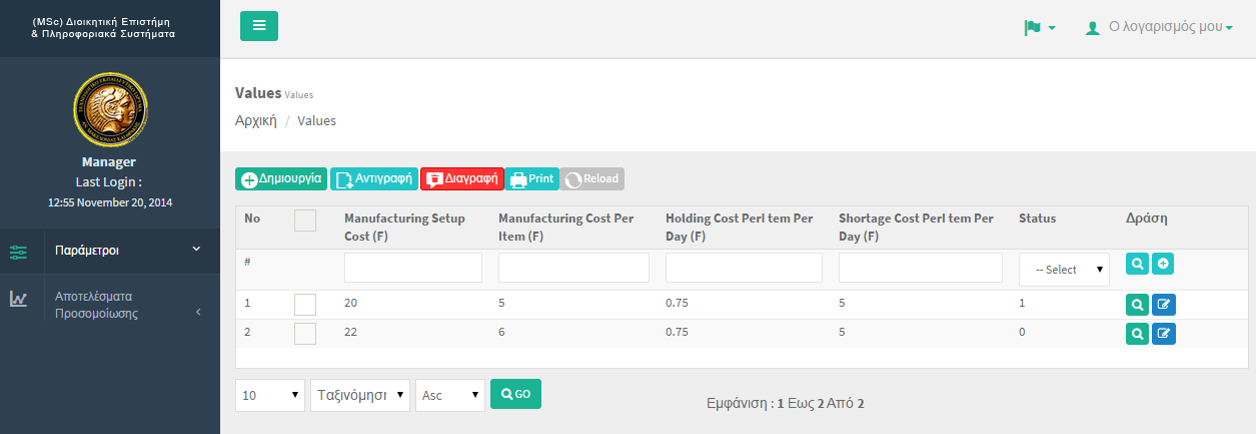 (MSc) Διοικητική Επιστήμη
& Πληροφοριακά Συστήματα
Ο λογαρισμός μου
Manager
Last Login :
12:55 November 20, 2014
Παράμετροι
Αποτελέσματα
Προσομοίωσης
Values Values
Αρχική / Values
Δημιουργία Αντιγραφή Διαγραφή Print Reload
No Manufacturing Setup Cost (F) Manufacturing Cost Per Item (F) Holding Cost Perl tem Per Day (F) Shortage Cost Perl tem Per Day (F) Status Δράση
# -- Select
1 20 5 0.75 5 1
2 22 6 0.75 5 0
10 Ταξινόμησι Asc GO
Εμφάνιση : 1 Εως 2 Από 2